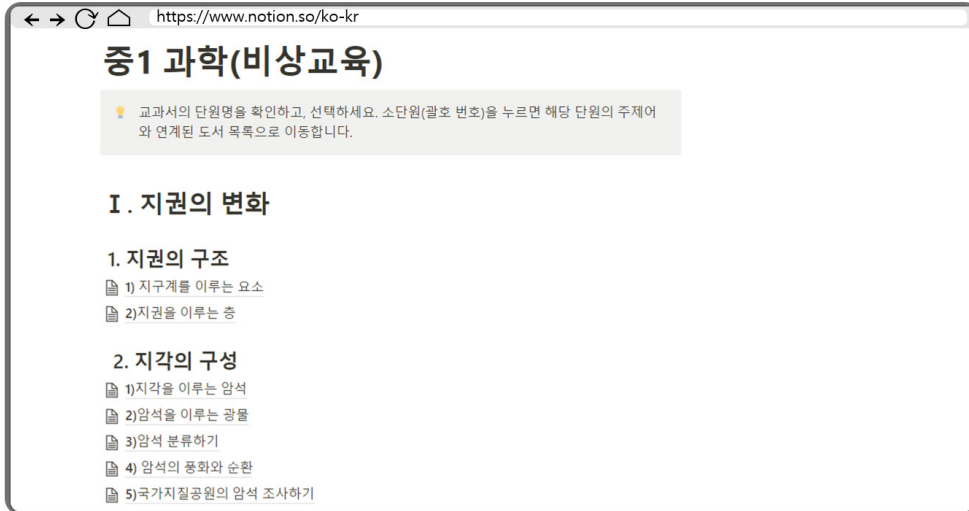 https://www.notion.so/ko-kr
중1 과학(비상교육)
교과서의 단원명을 확인하고, 선택하세요. 소단원(괄호 번호)을 누르면 해당 단원의 주제어
와 연계된 도서 목록으로 이동합니다.
Ⅰ. 지권의 변화
1. 지권의 구조
1) 지구계를 이루는 요소
2)지권을 이루는 층
2. 지각의 구성
1)지각을 이루는 암석
2)암석을 이루는 광물
3)암석 분류하기
4) 암석의 풍화와 순환
5)국가지질공원의 암석 조사하기